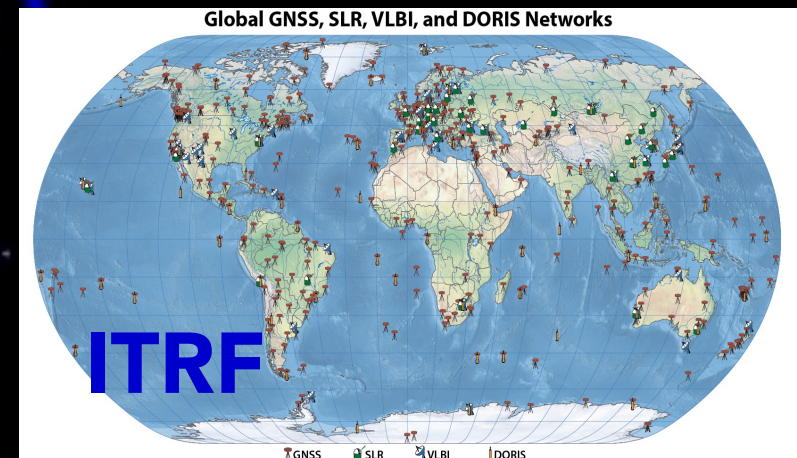 Global GNSS, SLR, VLBI, and DORIS Networks
ITRF
GNSS SLR VLBI DORIS